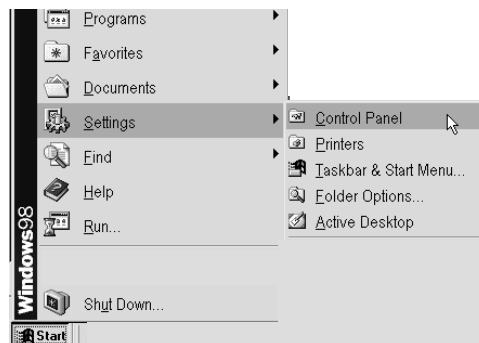 Programs
Favorites
Documents
Settings
Find
Help
Run...
Shut Down...
Control Panel
Printers
Taskbar & Start Menu...
Folder Options...
Active Desktop
Windows98
Start